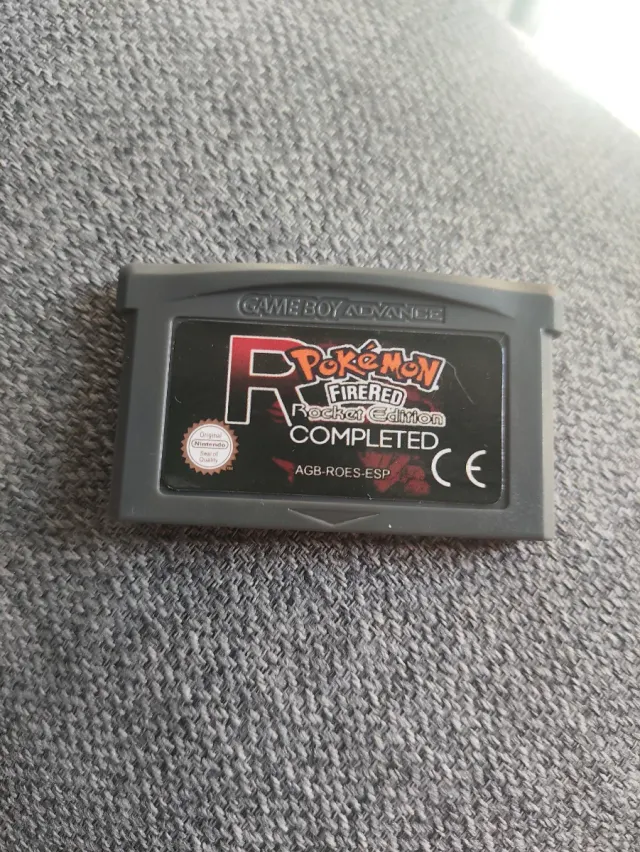 GAME BOY ADVANCE
R
POKéMON
FIRERED
Rocket Edition
COMPLETED
Original
Nintendo
Seal of
Quality
AGB-ROES-ESP
CE